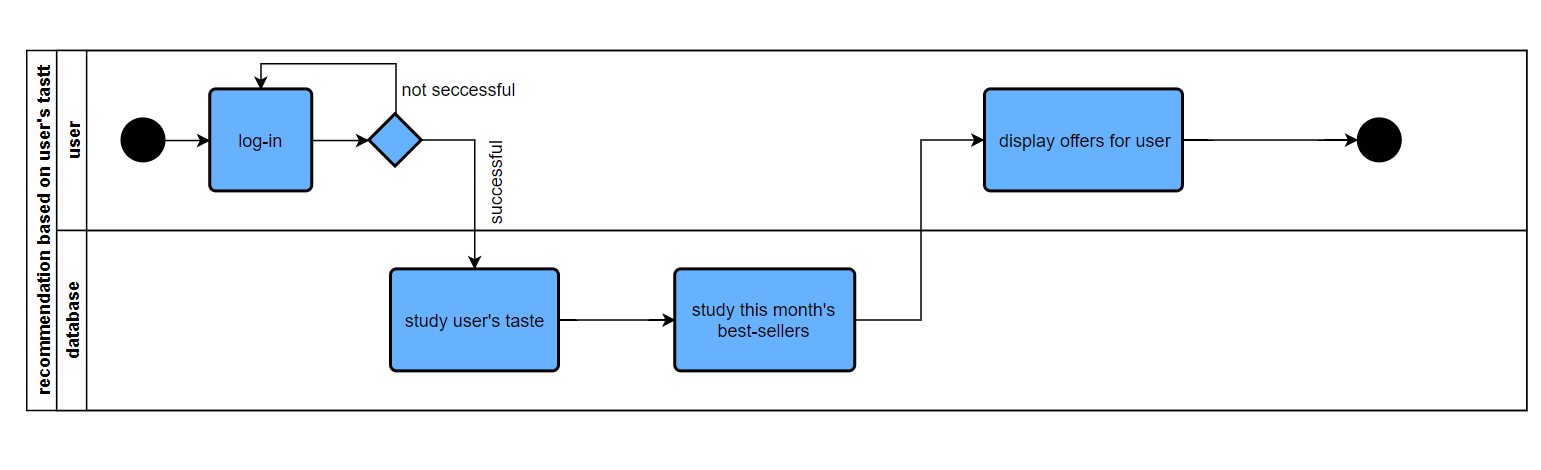 recommendation based on user's tastt
user
not seccessful
log-in
successful
display offers for user
database
study user's taste
study this month's
best-sellers